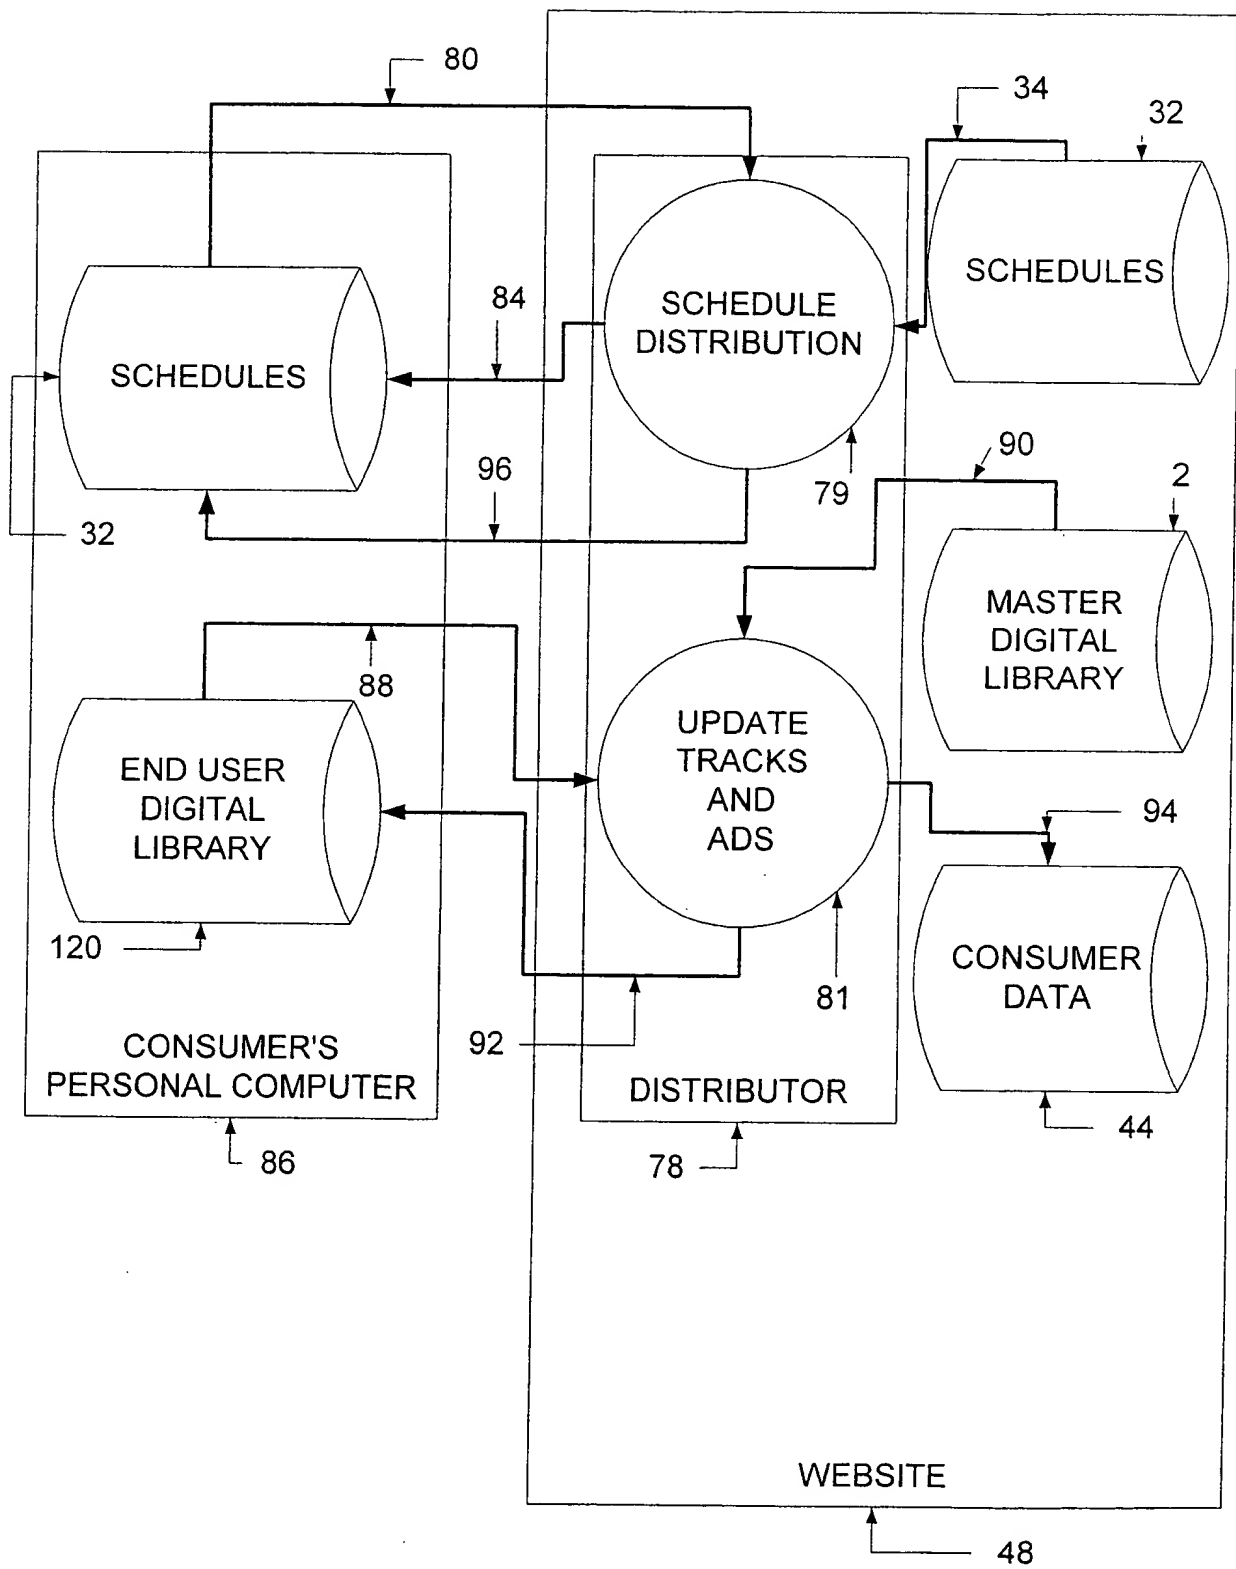 80
34
32
SCHEDULES
SCHEDULE
DISTRIBUTION
84
SCHEDULES
90
96
79
2
32
MASTER
DIGITAL
LIBRARY
88
UPDATE
TRACKS
AND
ADS
END USER
DIGITAL
LIBRARY
94
120
CONSUMER
DATA
81
92
CONSUMER'S
PERSONAL COMPUTER
DISTRIBUTOR
44
86
78
WEBSITE
48